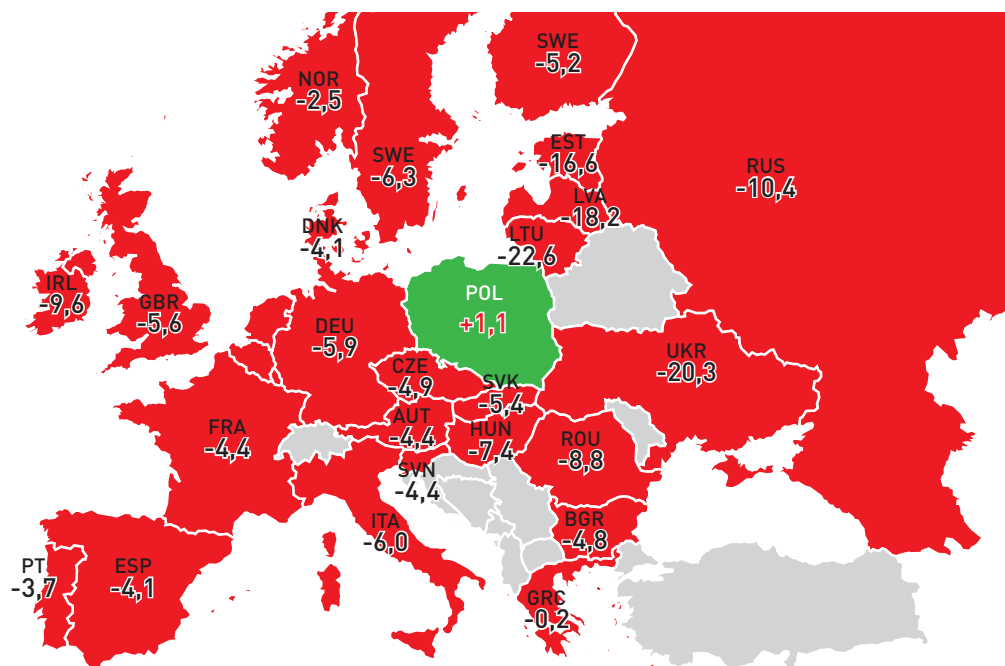 SWE
-5,2
NOR
-2,5
EST
-16,6
SWE
-6,3
RUS
-10,4
LVA
-18,2
DNK
-4,1
LTU
-22,6
IRL
-9,6
GBR
-5,6
POL
+1,1
DEU
-5,9
UKR
-20,3
CZE
-4,9
SVK
-5,4
AUT
-4,4
FRA
-4,4
HUN
-7,4
ROU
-8,8
SVN
-4,4
ITA
-6,0
BGR
-4,8
PT
-3,7
ESP
-4,1
GRC
-0,2